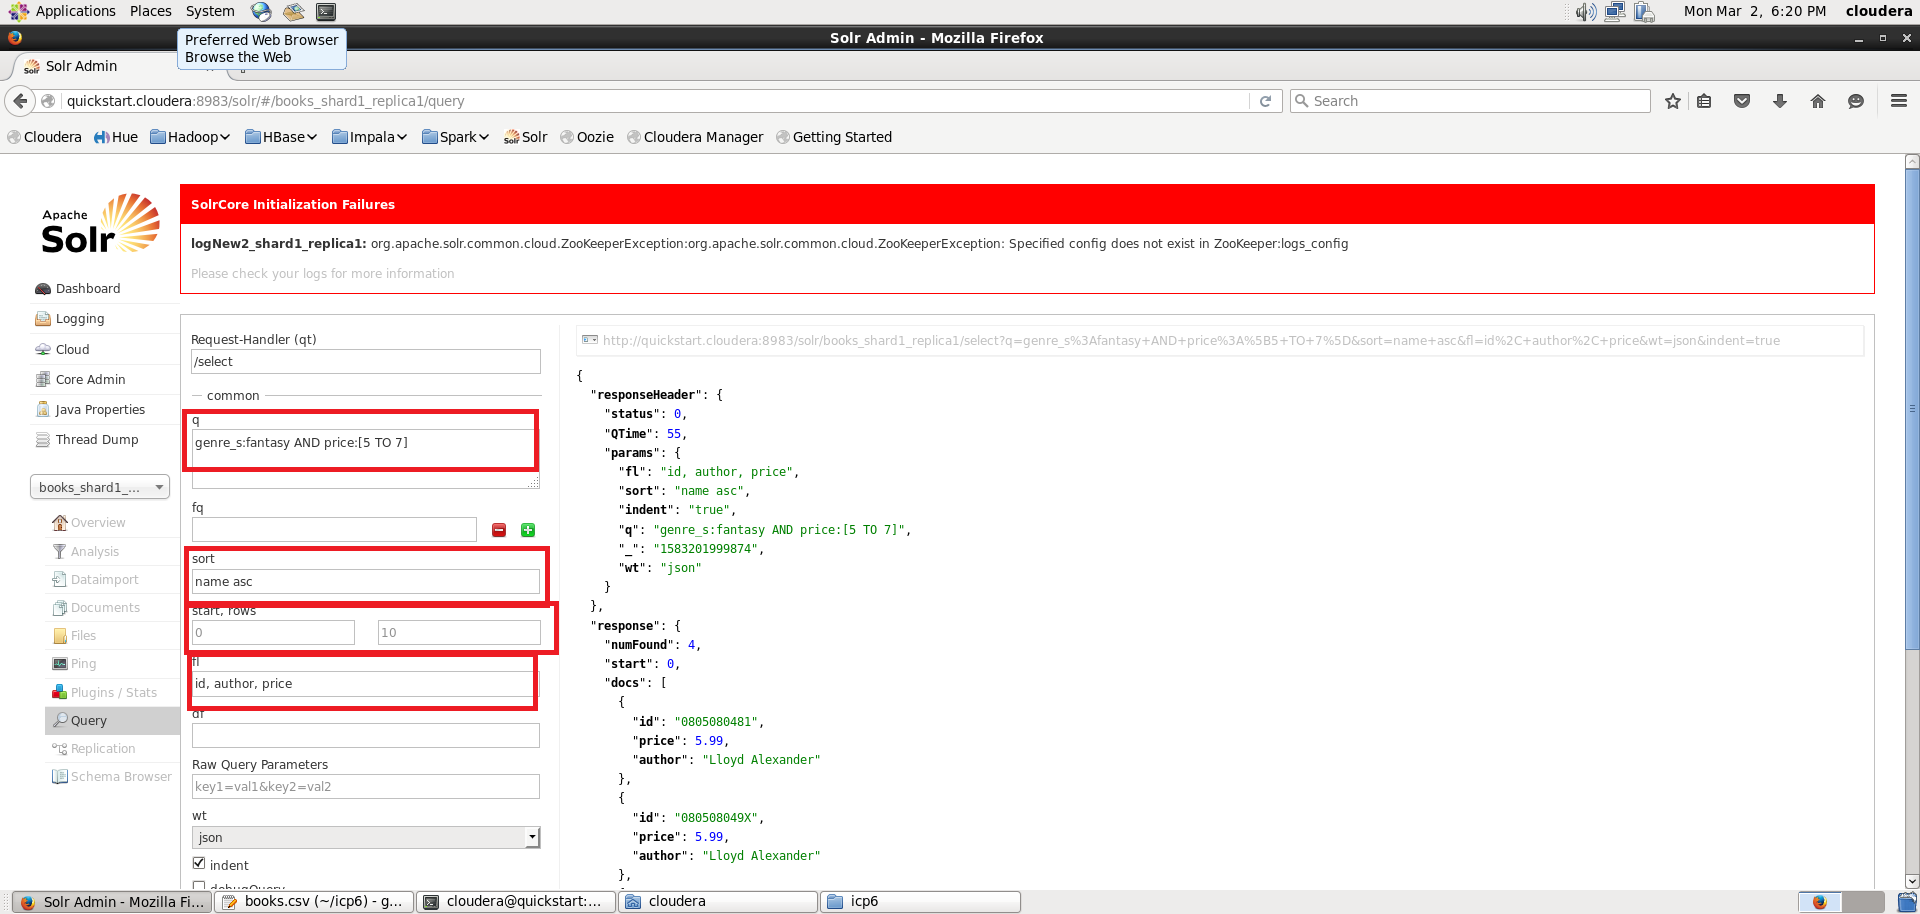 Applications Places System
Mon Mar 2, 6:20 PM cloudera
Solr Admin - Mozilla Firefox
Preferred Web Browser
Browse the Web
Solr Admin
quickstart.cloudera:8983/solr/#/books_shard1_replica1/query
Search
Cloudera Hue Hadoop HBase Impala Spark Solr Oozie Cloudera Manager Getting Started
Apache
Solr
SolrCore Initialization Failures
logNew2_shard1_replica1: org.apache.solr.common.cloud.ZooKeeperException:org.apache.solr.common.cloud.ZooKeeperException: Specified config does not exist in ZooKeeper:logs_config
Please check your logs for more information
Dashboard
Logging
Cloud
Core Admin
Java Properties
Thread Dump
books_shard1_...
Overview
Analysis
Dataimport
Documents
Files
Ping
Plugins / Stats
Query
Replication
Schema Browser
Request-Handler (qt)
/select
common
q
genre_s:fantasy AND price:[5 TO 7]
fq
sort
name asc
start, rows
0 10
fl
id, author, price
df
Raw Query Parameters
key1=val1&key2=val2
wt
json
indent
debugQuery
http://quickstart.cloudera:8983/solr/books_shard1_replica1/select?q=genre_s%3Afantasy+AND+price%3A%5B5+TO+7%5D&sort=name+asc&fl=id%2C+author%2C+price&wt=json&indent=true
{
"responseHeader": {
"status": 0,
"QTime": 55,
"params": {
"fl": "id, author, price",
"sort": "name asc",
"indent": "true",
"q": "genre_s:fantasy AND price:[5 TO 7]",
"_": "1583201999874",
"wt": "json"
}
},
"response": {
"numFound": 4,
"start": 0,
"docs": [
{
"id": "0805080481",
"price": 5.99,
"author": "Lloyd Alexander"
},
{
"id": "080508049X",
"price": 5.99,
"author": "Lloyd Alexander"
},
Solr Admin - Mozilla Fi... books.csv (~/icp6) - g... cloudera@quickstart:... cloudera icp6